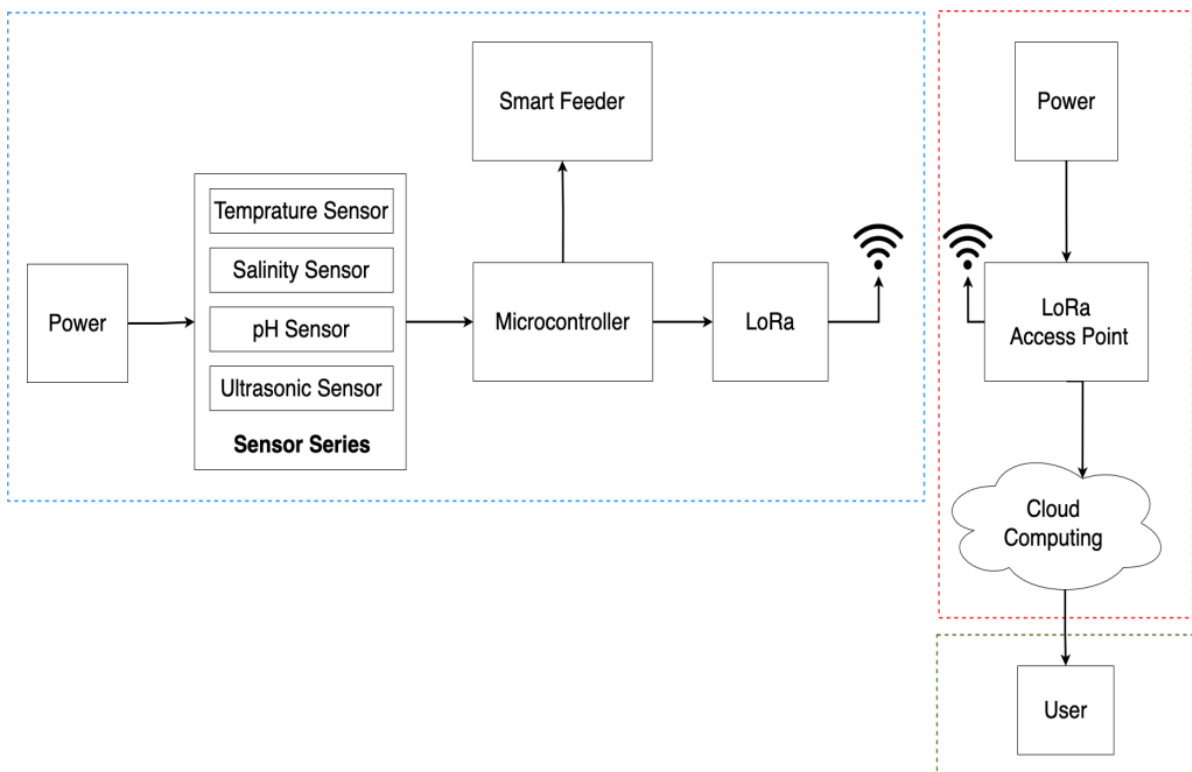 Smart Feeder
Power
Temprature Sensor
Salinity Sensor
pH Sensor
Ultrasonic Sensor
Sensor Series
Microcontroller
LoRa
Power
LoRa
Access Point
Cloud
Computing
User